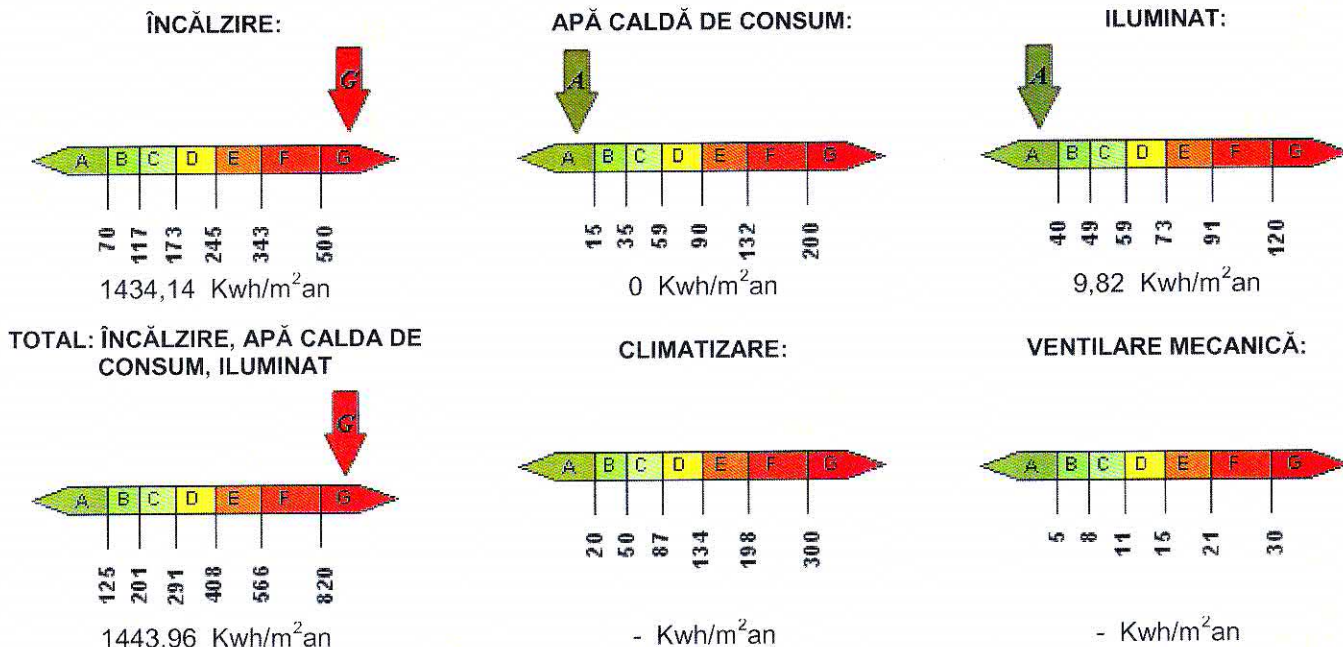 ÎNCĂLZIRE:
G
A B C D E F G
70 117 173 245 343 500
1434,14 Kwh/m²an
APĂ CALDĂ DE CONSUM:
A
A B C D E F G
15 35 59 90 132 200
0 Kwh/m²an
ILUMINAT:
A
A B C D E F G
40 49 59 73 91 120
9,82 Kwh/m²an
TOTAL: ÎNCĂLZIRE, APĂ CALDA DE
CONSUM, ILUMINAT
G
A B C D E F G
125 201 291 408 566 820
1443,96 Kwh/m²an
CLIMATIZARE:
A B C D E F G
20 50 87 134 198 300
- Kwh/m²an
VENTILARE MECANICĂ:
A B C D E F G
5 8 11 15 21 30
- Kwh/m²an